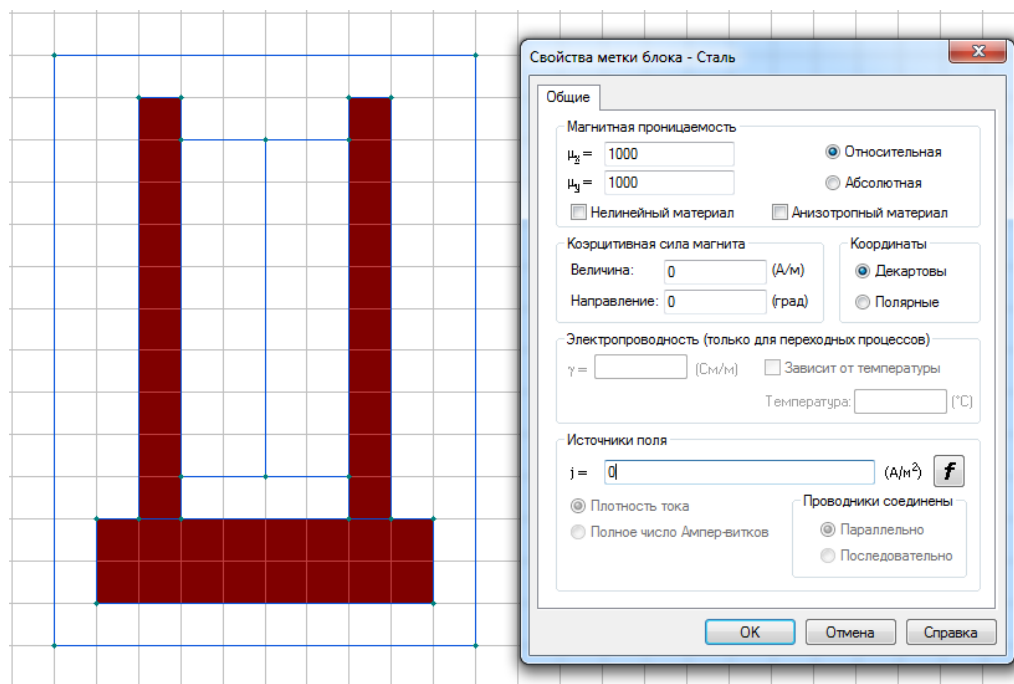 Свойства метки блока - Сталь
Общие
Магнитная проницаемость
μx = 1000 Относительная
μy = 1000 Абсолютная
Нелинейный материал Анизотропный материал
Коэрцитивная сила магнита Координаты
Величина: 0 (А/м) Декартовы
Направление: 0 (град) Полярные
Электропроводность (только для переходных процессов)
γ = (См/м) Зависит от температуры
Температура: (°C)
Источники поля
j = 0 (А/м²) f
Плотность тока Проводники соединены
Полное число Ампер-витков Параллельно
Последовательно
OK Отмена Справка